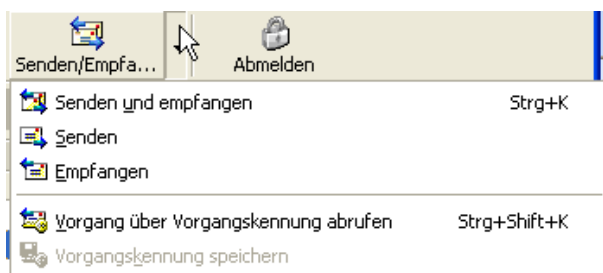 Senden/Empfa... Abmelden
Senden und empfangen Strg+K
Senden
Empfangen
Vorgang über Vorgangskennung abrufen Strg+Shift+K
Vorgangskennung speichern